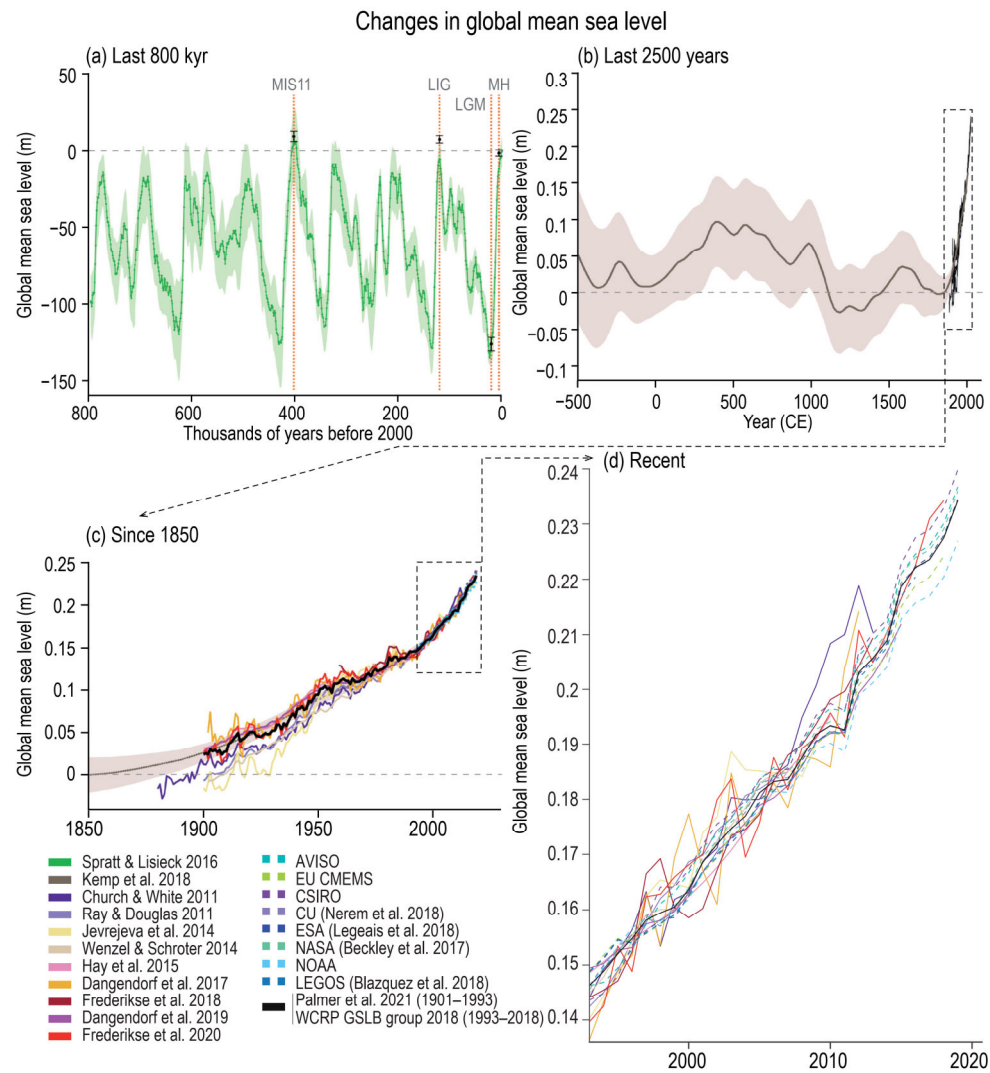 Changes in global mean sea level
(a) Last 800 kyr
50
0
−50
−100
−150
Global mean sea level (m)
MIS11
LIG
LGM
MH
800
600
400
200
0
Thousands of years before 2000
(b) Last 2500 years
0.3
0.25
0.2
0.15
0.1
0.05
0
−0.05
−0.1
Global mean sea level (m)
−500
0
500
1000
1500
2000
Year (CE)
(c) Since 1850
0.25
0.2
0.15
0.1
0.05
0
Global mean sea level (m)
1850
1900
1950
2000
(d) Recent
0.24
0.23
0.22
0.21
0.2
0.19
0.18
0.17
0.16
0.15
0.14
Global mean sea level (m)
2000
2010
2020
Spratt & Lisieck 2016
Kemp et al. 2018
Church & White 2011
Ray & Douglas 2011
Jevrejeva et al. 2014
Wenzel & Schroter 2014
Hay et al. 2015
Dangendorf et al. 2017
Frederikse et al. 2018
Dangendorf et al. 2019
Frederikse et al. 2020
AVISO
EU CMEMS
CSIRO
CU (Nerem et al. 2018)
ESA (Legeais et al. 2018)
NASA (Beckley et al. 2017)
NOAA
LEGOS (Blazquez et al. 2018)
Palmer et al. 2021 (1901–1993)
WCRP GSLB group 2018 (1993–2018)